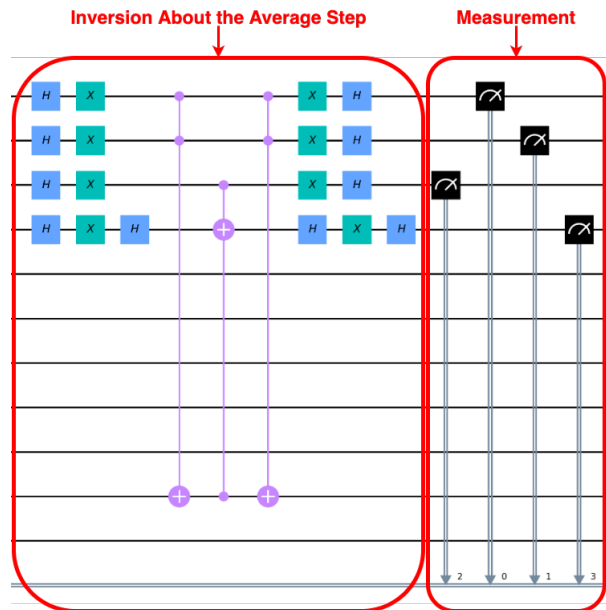 Inversion About the Average Step
Measurement
H X X H
H X X H
H X X H
H X H H X H
2 0 1 3